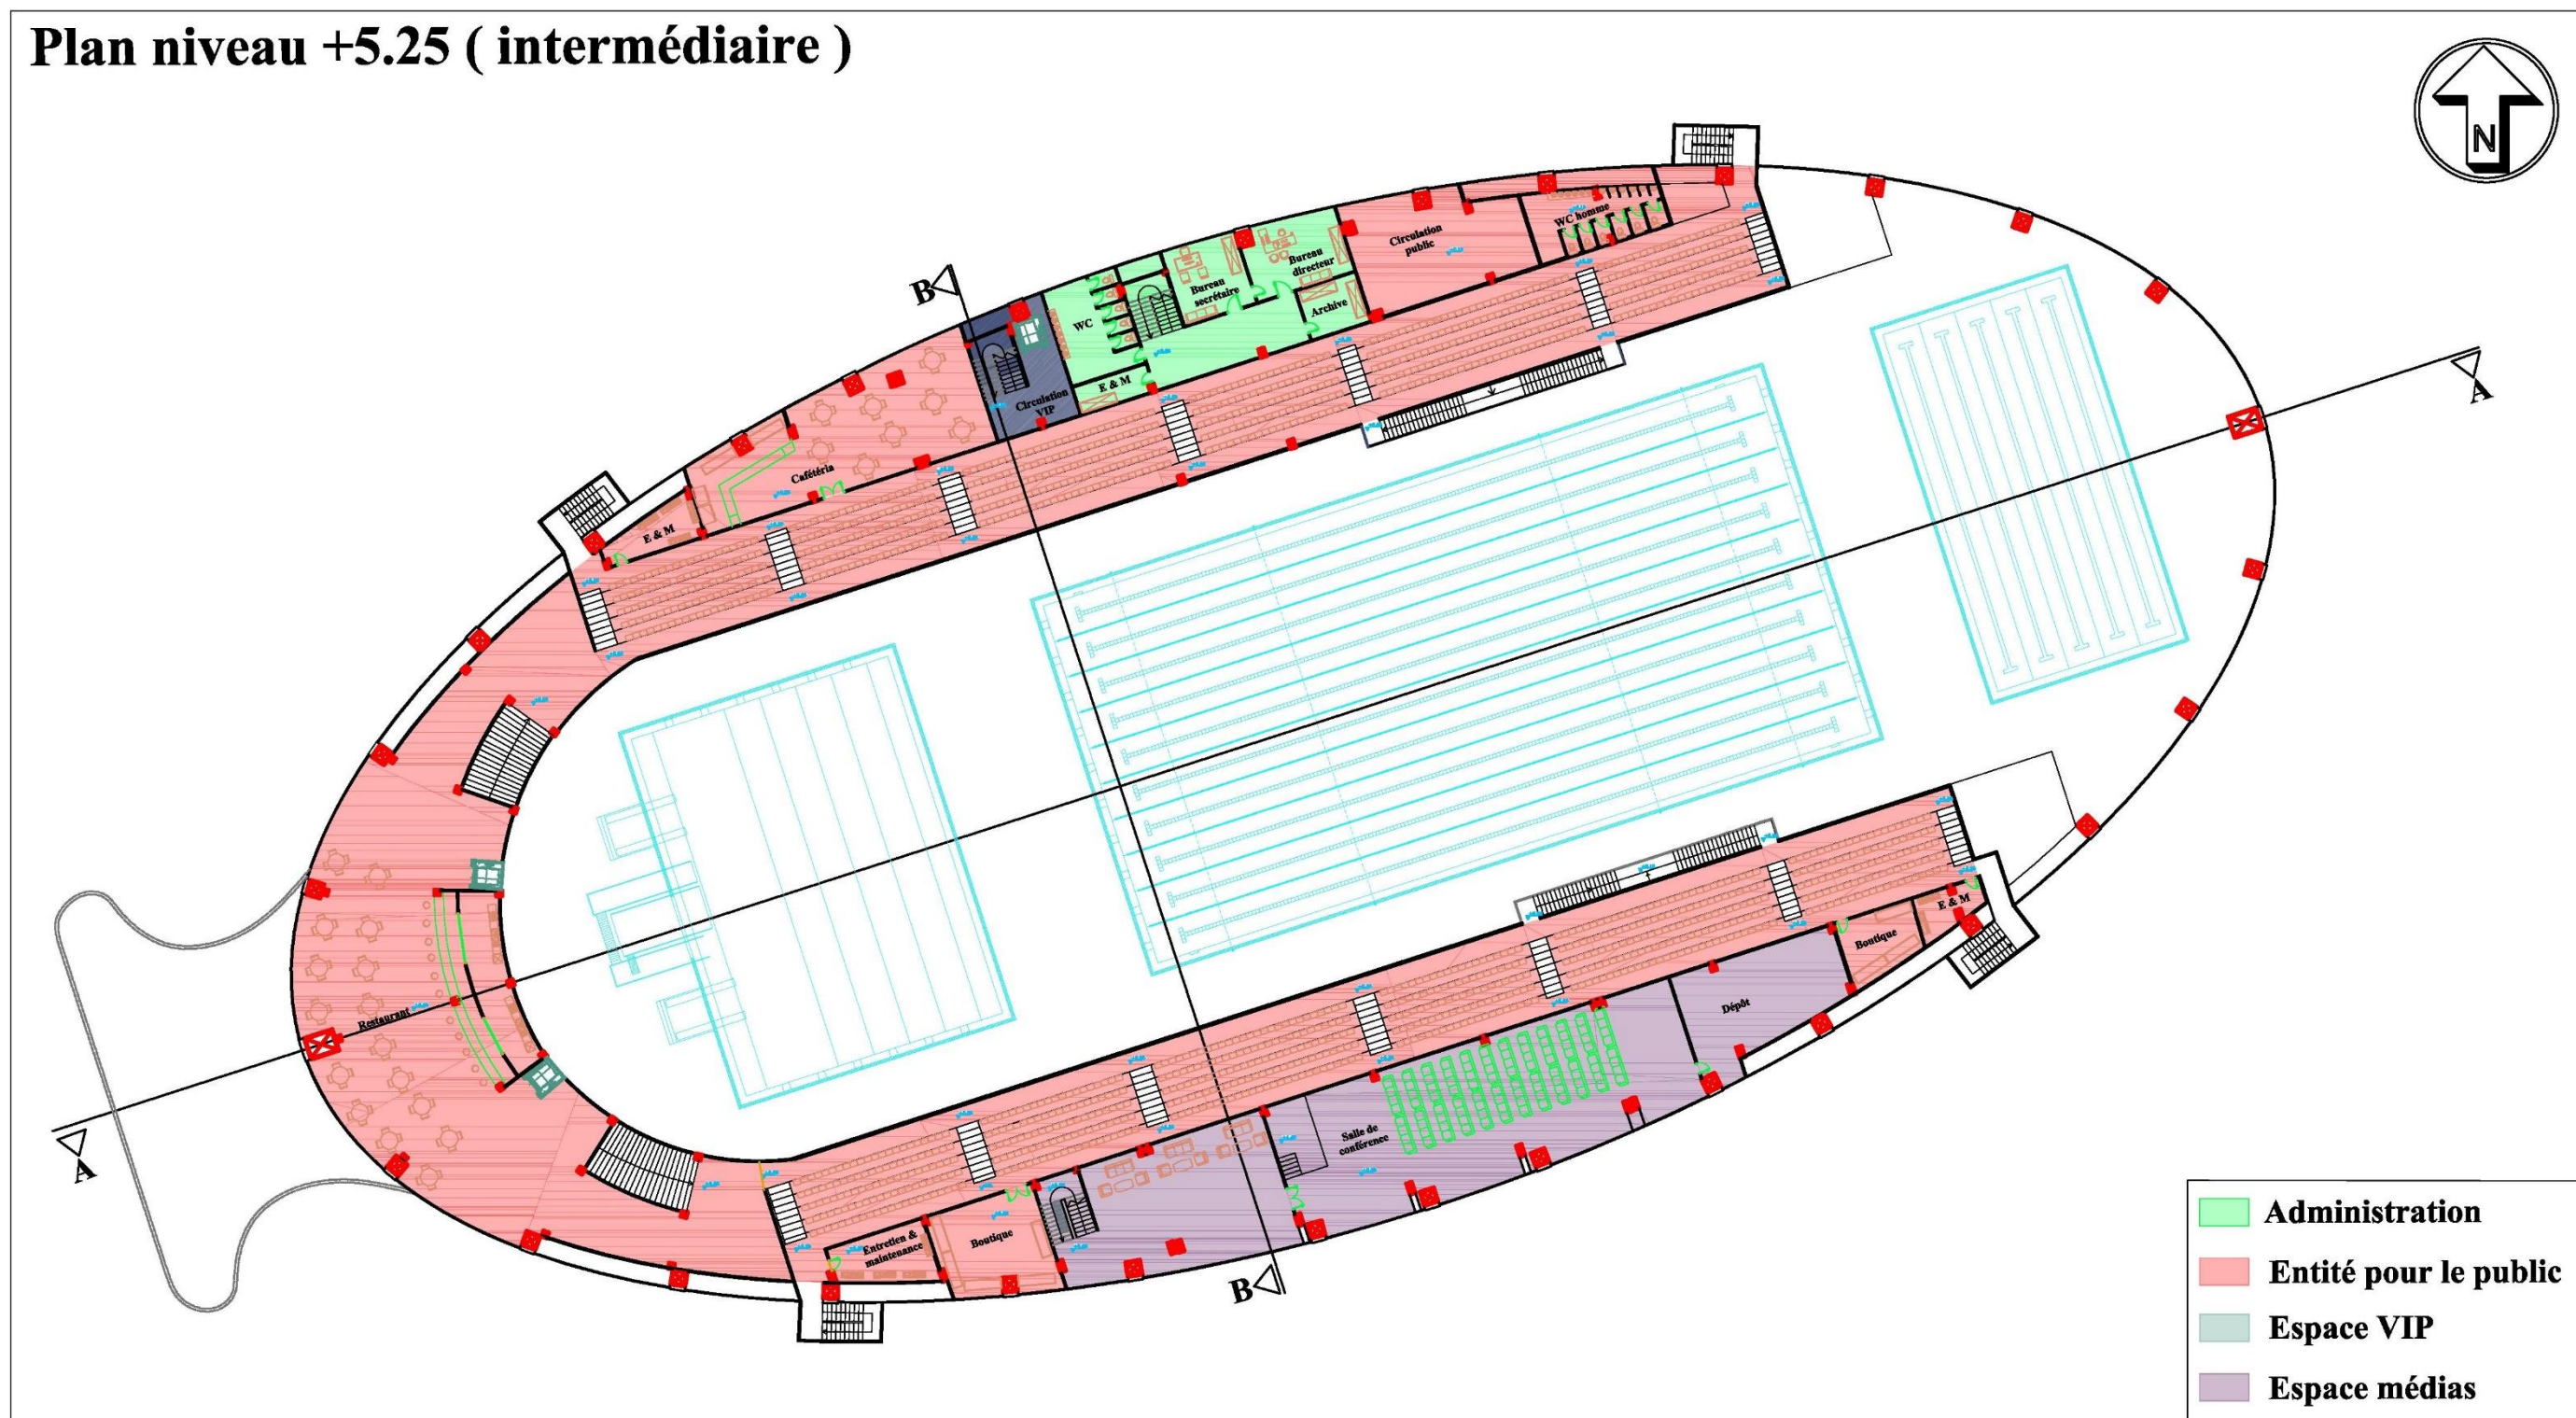 Plan niveau +5.25 ( intermédiaire )
N
WC homme
Circulation
public
Bureau
directeur
Bureau
secrétaire
Archive
B
WC
E & M
Circulation
VIP
A
Cafétéria
E & M
Restaurant
A
E & M
Boutique
Dépôt
Salle de
conférence
Entretien &
maintenance
Boutique
B
Administration
Entité pour le public
Espace VIP
Espace médias